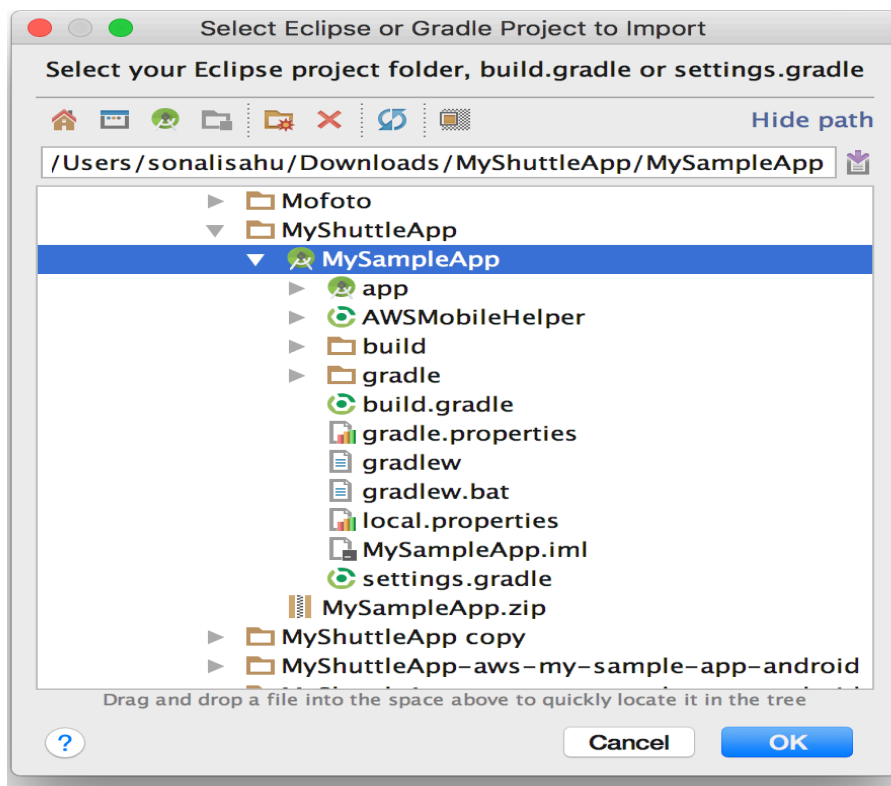 Select Eclipse or Gradle Project to Import
Select your Eclipse project folder, build.gradle or settings.gradle
Hide path
/Users/sonalisahu/Downloads/MyShuttleApp/MySampleApp
Mofoto
MyShuttleApp
MySampleApp
app
AWSMobileHelper
build
gradle
build.gradle
gradle.properties
gradlew
gradlew.bat
local.properties
MySampleApp.iml
settings.gradle
MySampleApp.zip
MyShuttleApp copy
MyShuttleApp-aws-my-sample-app-android
Drag and drop a file into the space above to quickly locate it in the tree
?
Cancel
OK